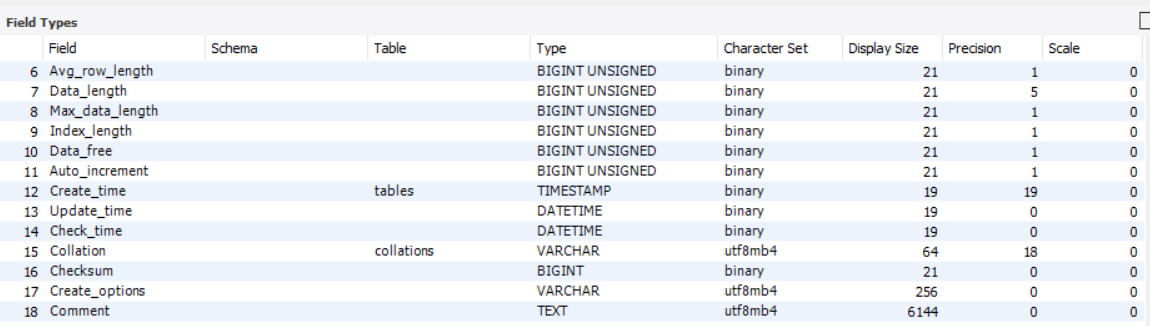 Field Types
Field Schema Table Type Character Set Display Size Precision Scale
6 Avg_row_length BIGINT UNSIGNED binary 21 1 0
7 Data_length BIGINT UNSIGNED binary 21 5 0
8 Max_data_length BIGINT UNSIGNED binary 21 1 0
9 Index_length BIGINT UNSIGNED binary 21 1 0
10 Data_free BIGINT UNSIGNED binary 21 1 0
11 Auto_increment BIGINT UNSIGNED binary 21 1 0
12 Create_time tables TIMESTAMP binary 19 19 0
13 Update_time DATETIME binary 19 0 0
14 Check_time DATETIME binary 19 0 0
15 Collation collations VARCHAR utf8mb4 64 18 0
16 Checksum BIGINT binary 21 0 0
17 Create_options VARCHAR utf8mb4 256 0 0
18 Comment TEXT utf8mb4 6144 0 0